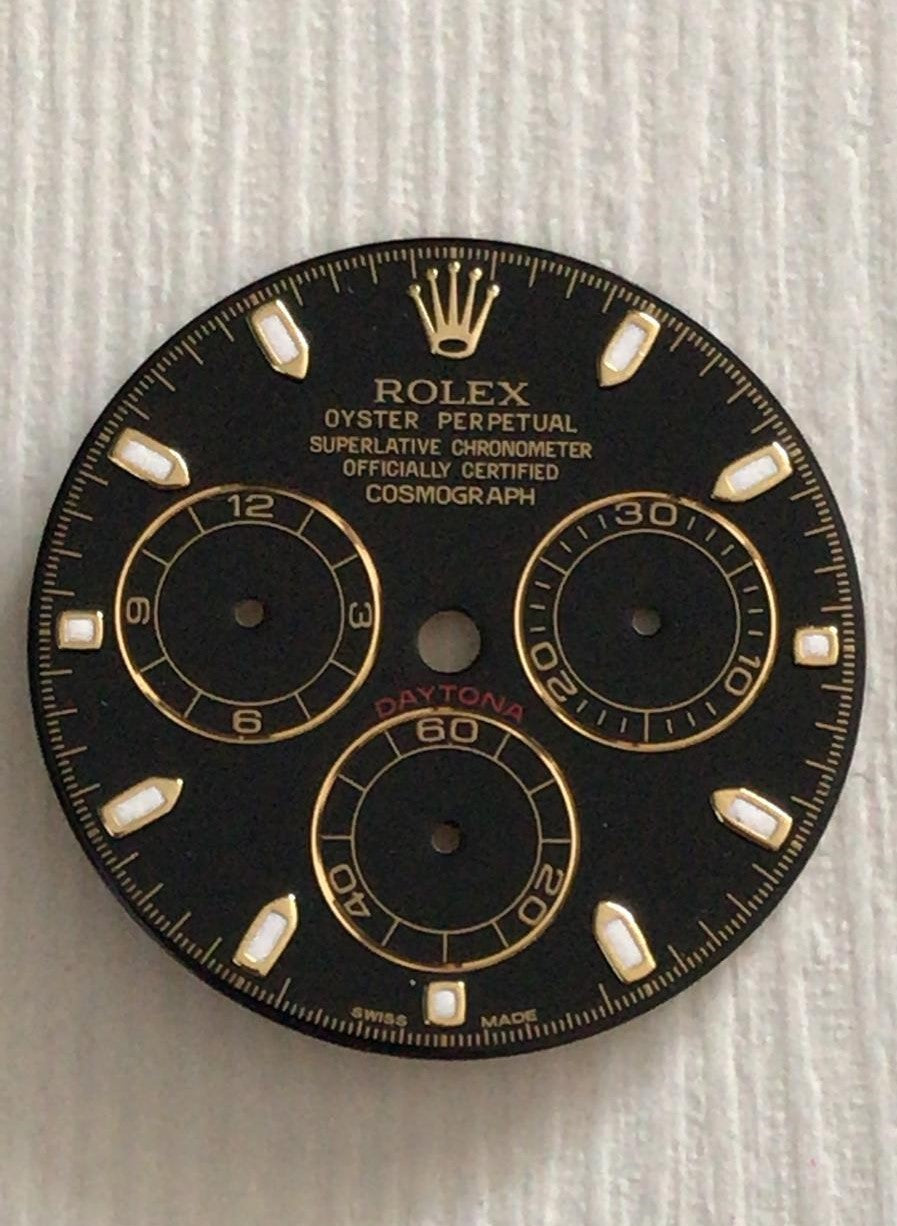 ROLEX
OYSTER PERPETUAL
SUPERLATIVE CHRONOMETER
OFFICIALLY CERTIFIED
COSMOGRAPH
12
3
6
9
30
10
20
DAYTONA
60
20
40
SWISS MADE